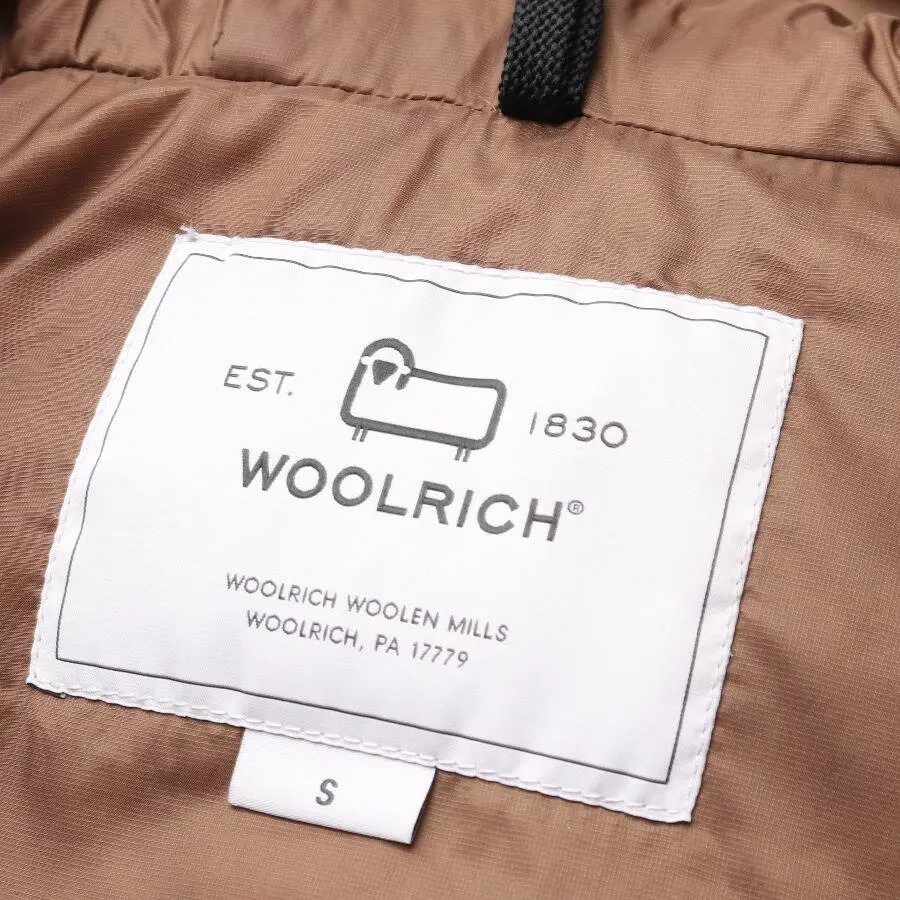 EST. 1830
WOOLRICH®
WOOLRICH WOOLEN MILLS
WOOLRICH, PA 17779
S